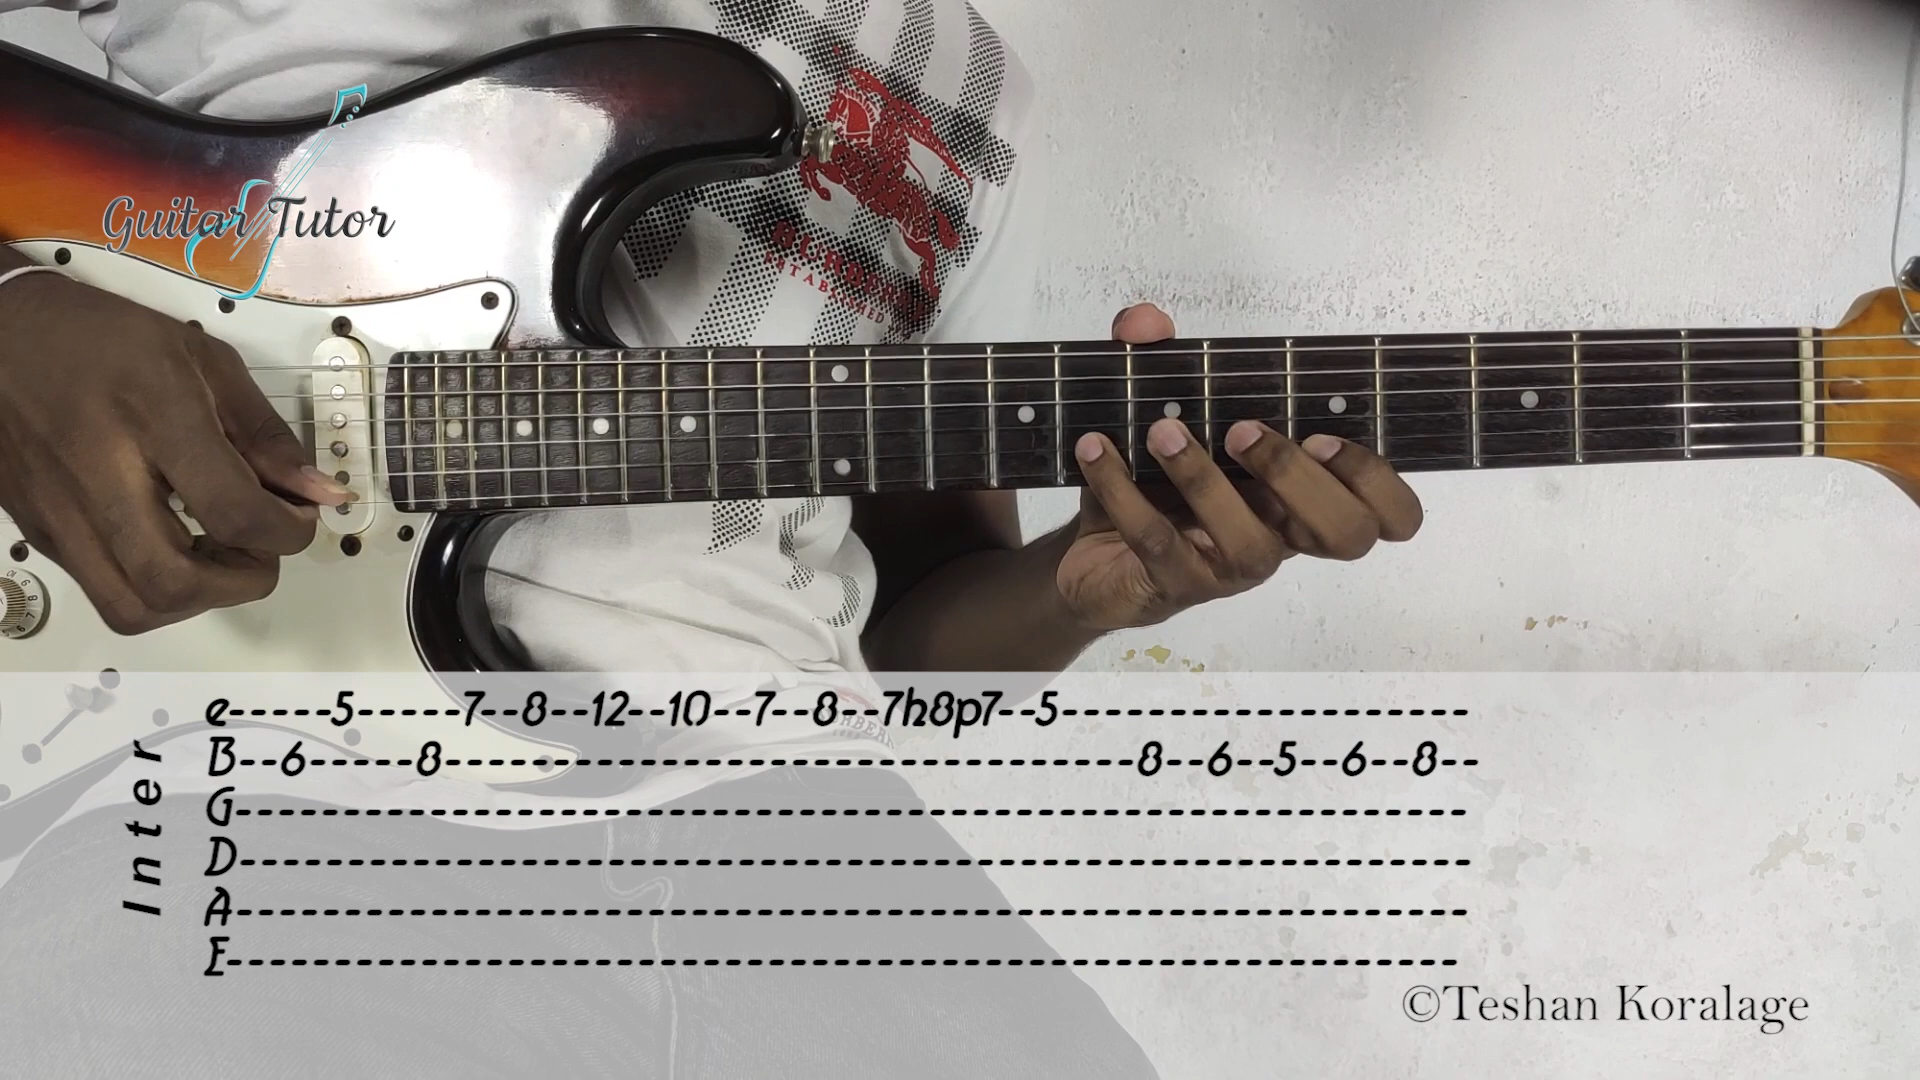 BURBERRY
ESTABLISHED
Guitar Tutor
Inter
e-----5-----7--8--12--10--7--8--7h8p7--5-------------------
B--6-----8--------------------------------8--6--5--6--8--
G---------------------------------------------------------
D---------------------------------------------------------
A---------------------------------------------------------
E---------------------------------------------------------
©Teshan Koralage